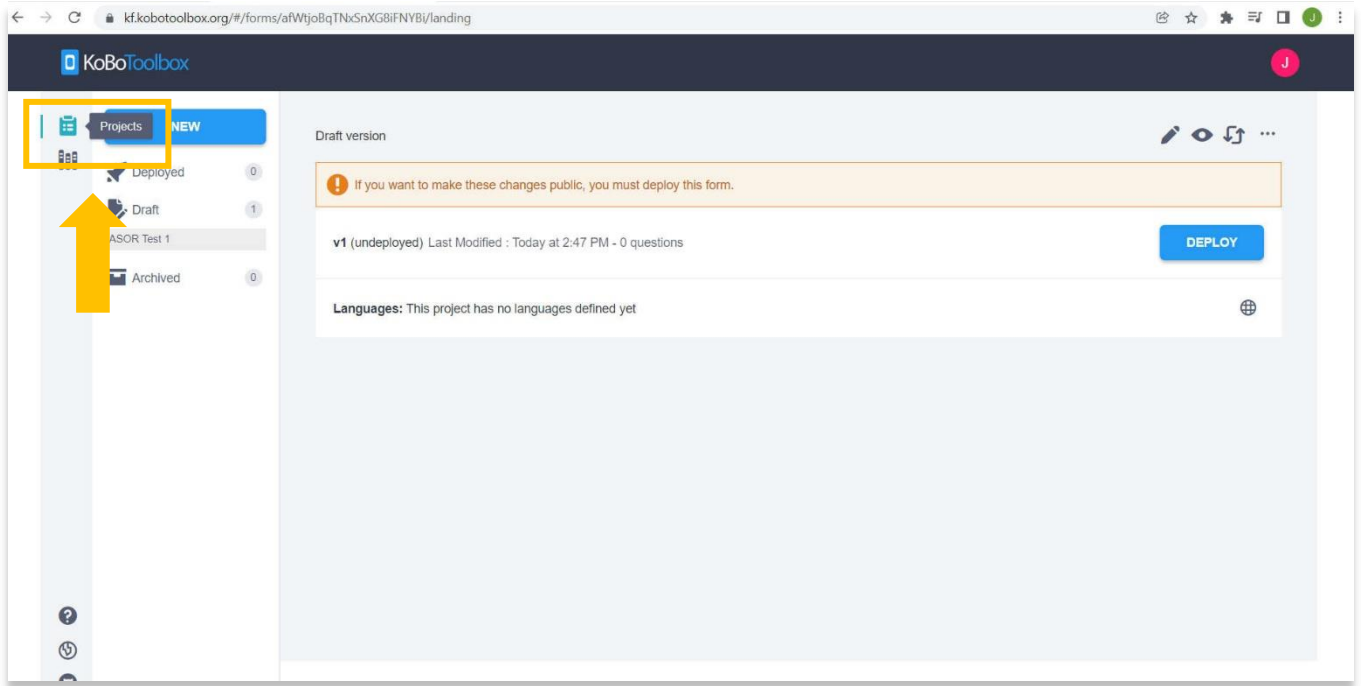 kf.kobotoolbox.org/#/forms/afWtjoBqTNxSnXG8iFNYBi/landing
J
KoBoToolbox
J
Projects
NEW
Deployed 0
Draft 1
ASOR Test 1
Archived 0
Draft version
...
If you want to make these changes public, you must deploy this form.
v1 (undeployed) Last Modified : Today at 2:47 PM - 0 questions
DEPLOY
Languages: This project has no languages defined yet